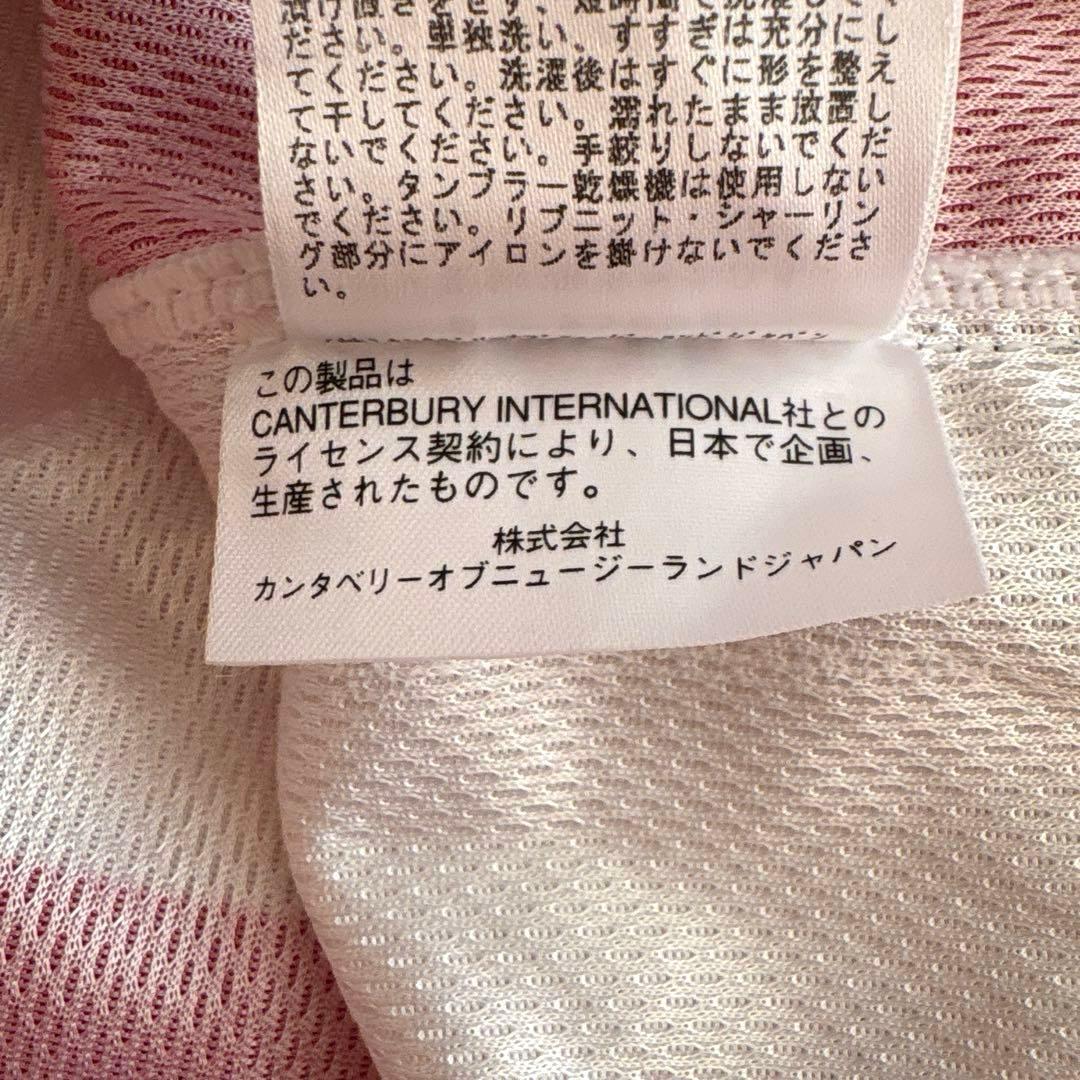 だい。単独洗い、すすぎは充分にし
てください。洗濯後はすぐに形を整え
て干してください。濡れたまま放置し
ないでください。手絞りしないでくだ
さい。タンブラー乾燥機は使用しない
でください。リブニット・シャーリン
グ部分にアイロンを掛けないでくださ
い。
この製品は
CANTERBURY INTERNATIONAL社との
ライセンス契約により、日本で企画、
生産されたものです。
株式会社
カンタベリーオブニュージーランドジャパン